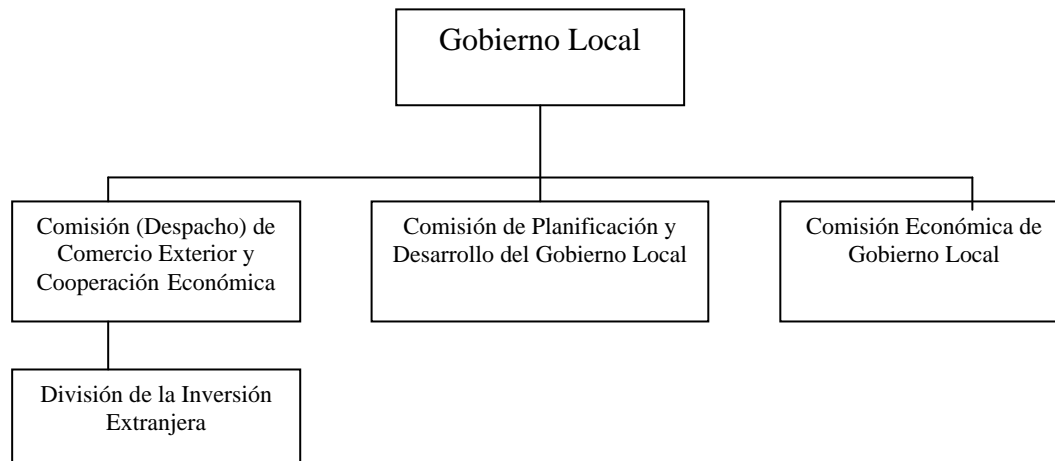 Gobierno Local
Comisión (Despacho) de
Comercio Exterior y
Cooperación Económica
Comisión de Planificación y
Desarrollo del Gobierno Local
Comisión Económica de
Gobierno Local
División de la Inversión
Extranjera